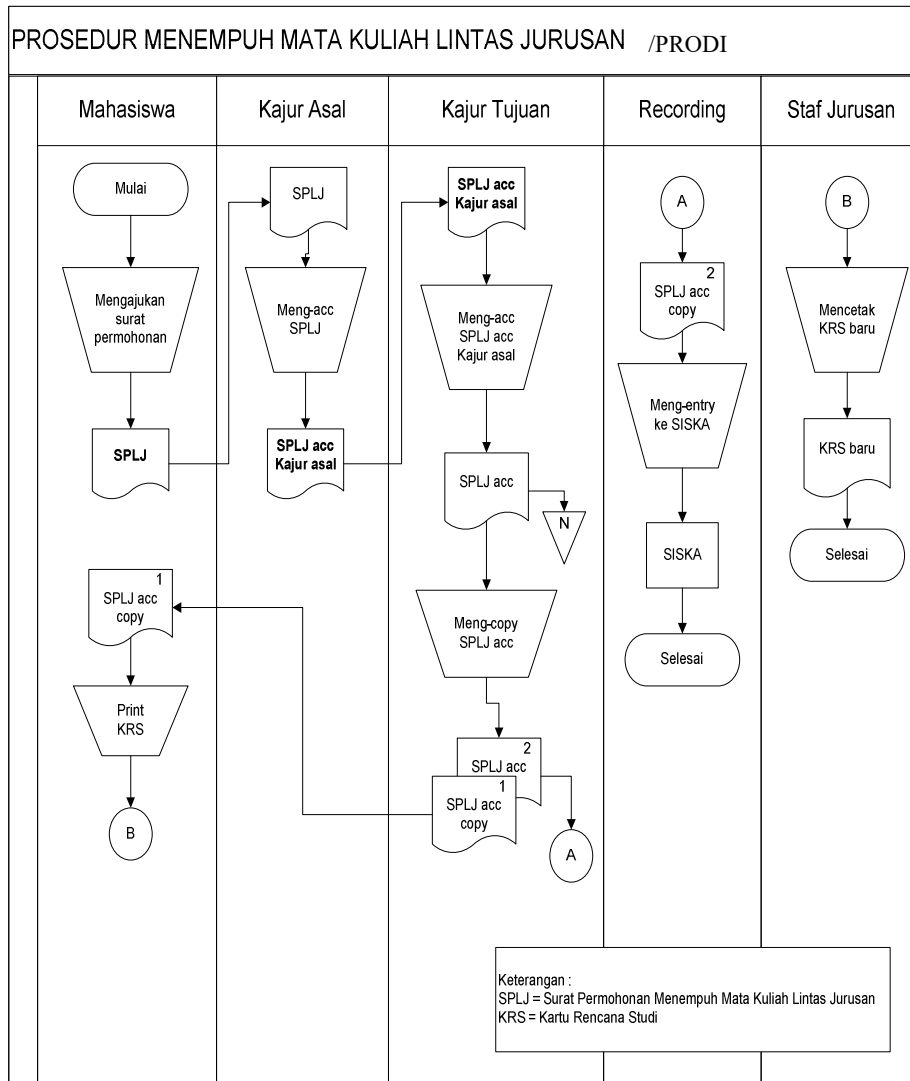 PROSEDUR MENEMPUH MATA KULIAH LINTAS JURUSAN /PRODI
Mahasiswa
Kajur Asal
Kajur Tujuan
Recording
Staf Jurusan
Mulai
Mengajukan
surat
permohonan
SPLJ
1
SPLJ acc
copy
Print
KRS
B
SPLJ
Meng-acc
SPLJ
SPLJ acc
Kajur asal
SPLJ acc
Kajur asal
Meng-acc
SPLJ acc
Kajur asal
SPLJ acc
N
Meng-copy
SPLJ acc
2
SPLJ acc
1
SPLJ acc
copy
A
A
2
SPLJ acc
copy
Meng-entry
ke SISKA
SISKA
Selesai
B
Mencetak
KRS baru
KRS baru
Selesai
Keterangan :
SPLJ = Surat Permohonan Menempuh Mata Kuliah Lintas Jurusan
KRS = Kartu Rencana Studi